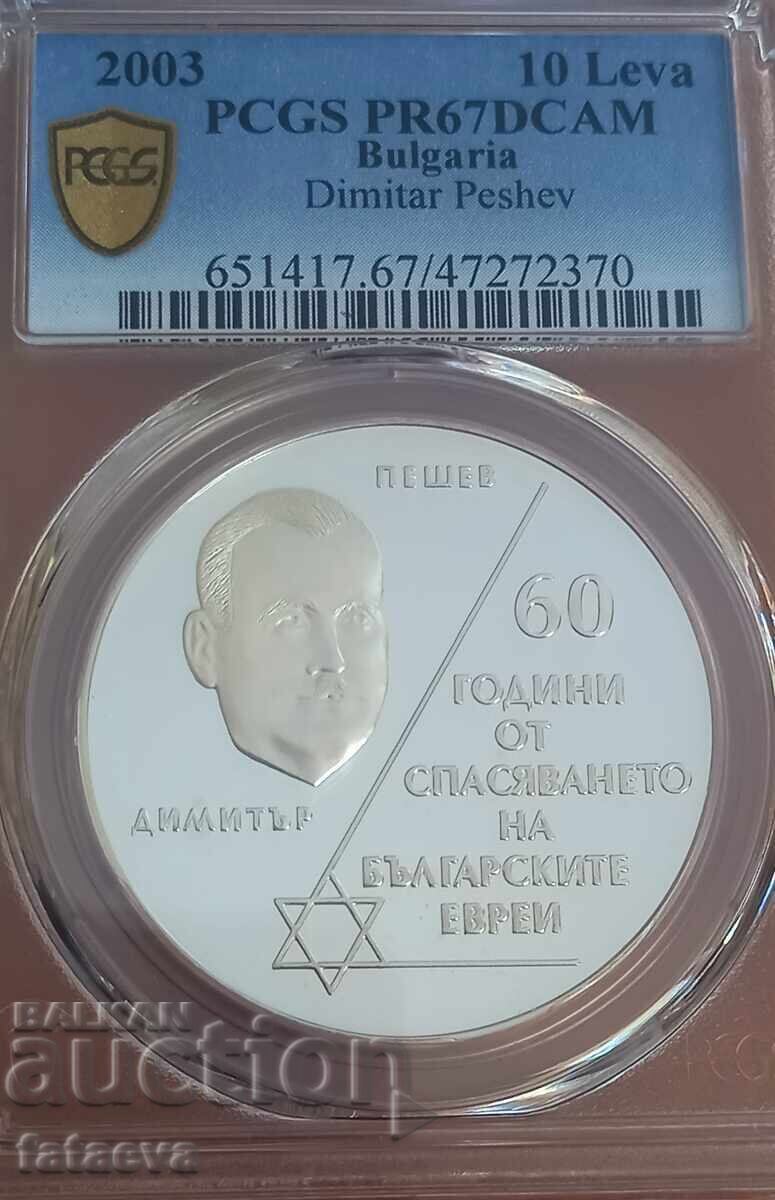 2003 10 Leva
PCGS PR67DCAM
PCGS
Bulgaria
Dimitar Peshev
651417.67/47272370
ПЕШЕВ
60
ГОДИНИ
ОТ
СПАСЯВАНЕТО
НА
БЪЛГАРСКИТЕ
ЕВРЕИ
ДИМИТЪР
BALKAN
auction
fataeva